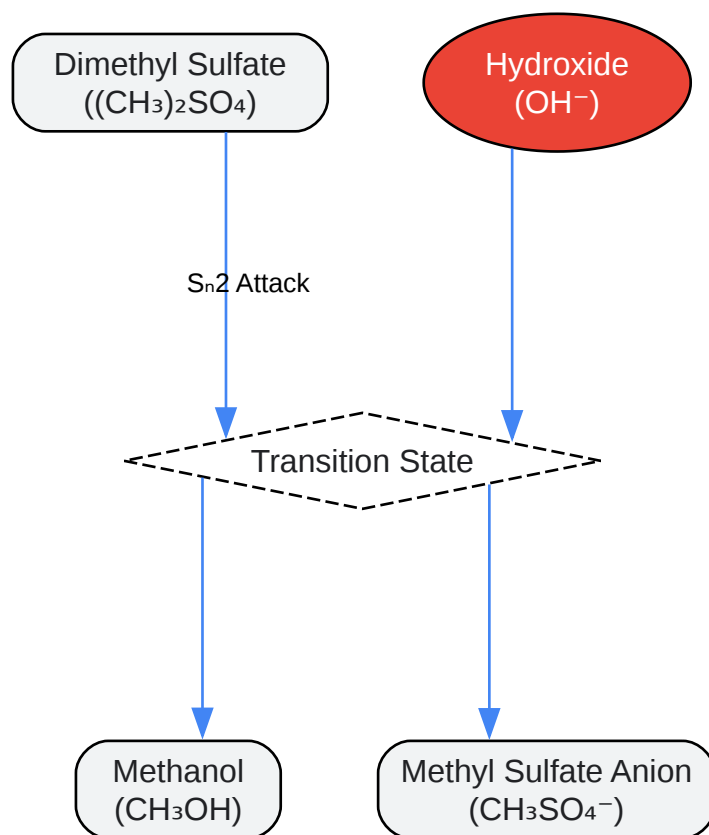 Dimethyl Sulfate
((CH₃)₂SO₄)
Hydroxide
(OH⁻)
Sₙ2 Attack
Transition State
Methanol
(CH₃OH)
Methyl Sulfate Anion
(CH₃SO₄⁻)